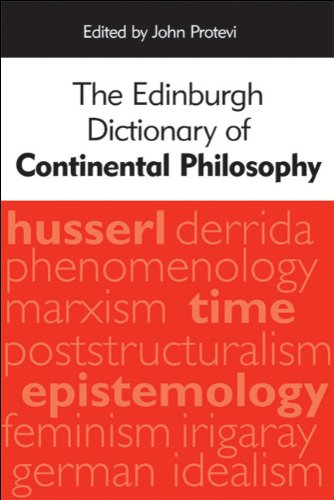 Edited by John Protevi
The Edinburgh
Dictionary of
Continental Philosophy
husserl derrida
phenomenology
marxism time
poststructuralism
epistemology
feminism irigaray
german idealism